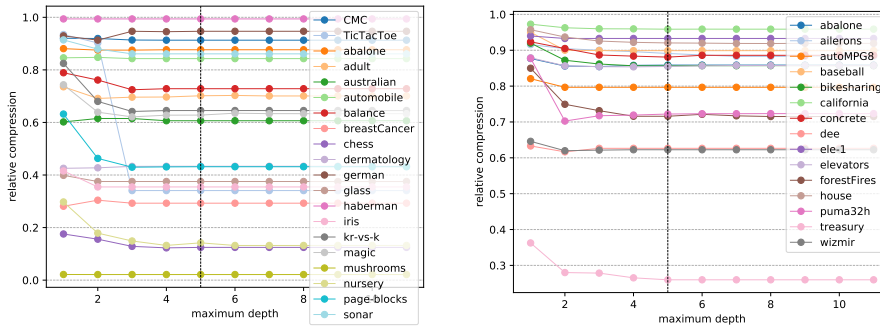 relative compression
1.0
0.8
0.6
0.4
0.2
0.0
2
4
6
8
maximum depth
CMC
TicTacToe
abalone
adult
australian
automobile
balance
breastCancer
chess
dermatology
german
glass
haberman
iris
kr-vs-k
magic
mushrooms
nursery
page-blocks
sonar
relative compression
1.0
0.9
0.8
0.7
0.6
0.5
0.4
0.3
2
4
6
8
10
maximum depth
abalone
ailerons
autoMPG8
baseball
bikesharing
california
concrete
dee
ele-1
elevators
forestFires
house
puma32h
treasury
wizmir